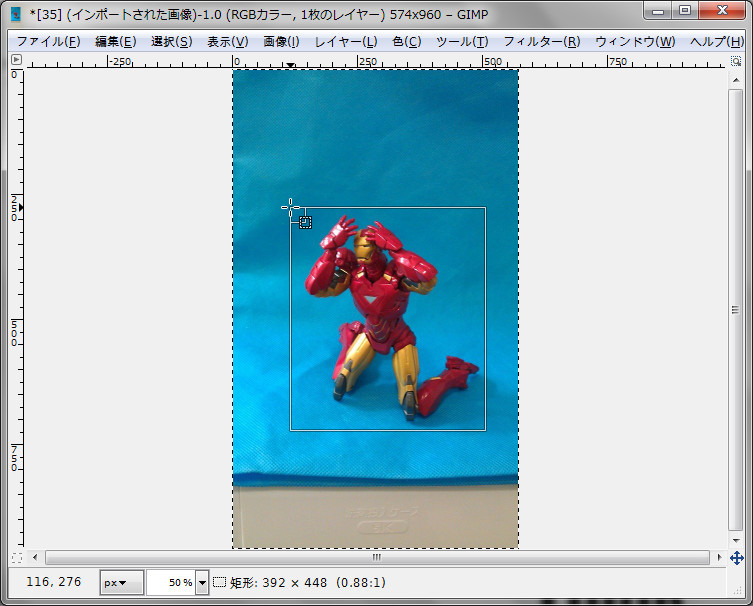 *[35] (インポートされた画像)-1.0 (RGBカラー, 1枚のレイヤー) 574x960 – GIMP
ファイル(F) 編集(E) 選択(S) 表示(V) 画像(I) レイヤー(L) 色(C) ツール(T) フィルター(R) ウィンドウ(W) ヘルプ(H)
-250 0 250 500 750
0
250
500
750
116, 276 px 50 % 矩形: 392 × 448 (0.88:1)